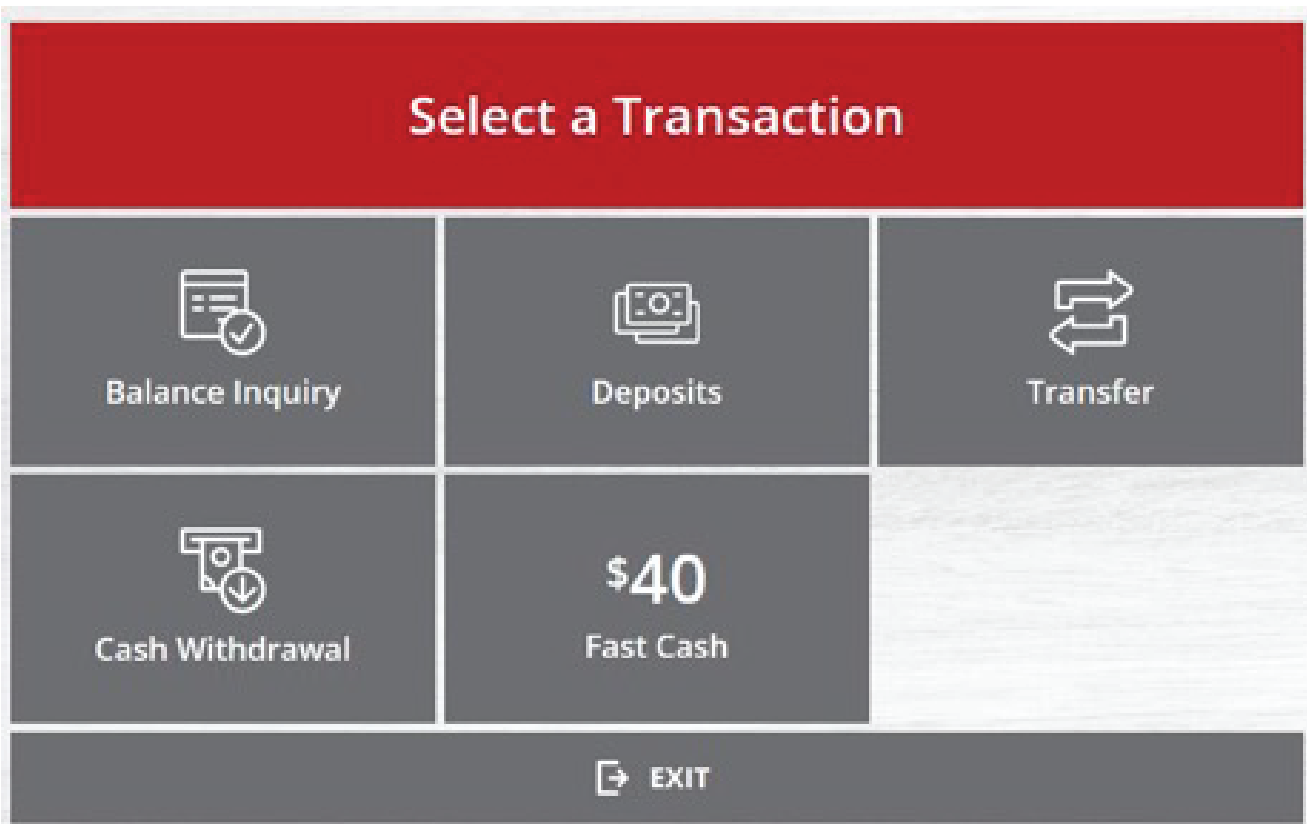 Select a Transaction
Balance Inquiry
Deposits
Transfer
Cash Withdrawal
$40
Fast Cash
EXIT